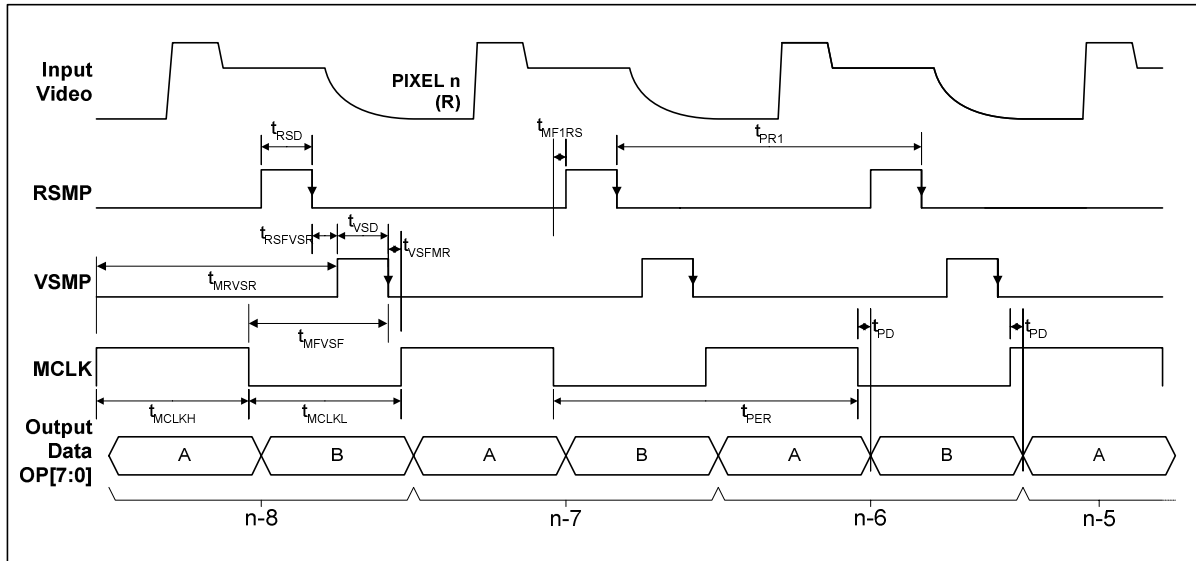 Input
Video
PIXEL n
(R)
tRSD
tMF1RS
tPR1
RSMP
tRSFVSR
tVSD
tVSFMR
tMRVSR
VSMP
tMFVSF
tPD
tPD
MCLK
tMCLKH
tMCLKL
tPER
Output
Data
OP[7:0]
A B A B A B A
n-8 n-7 n-6 n-5